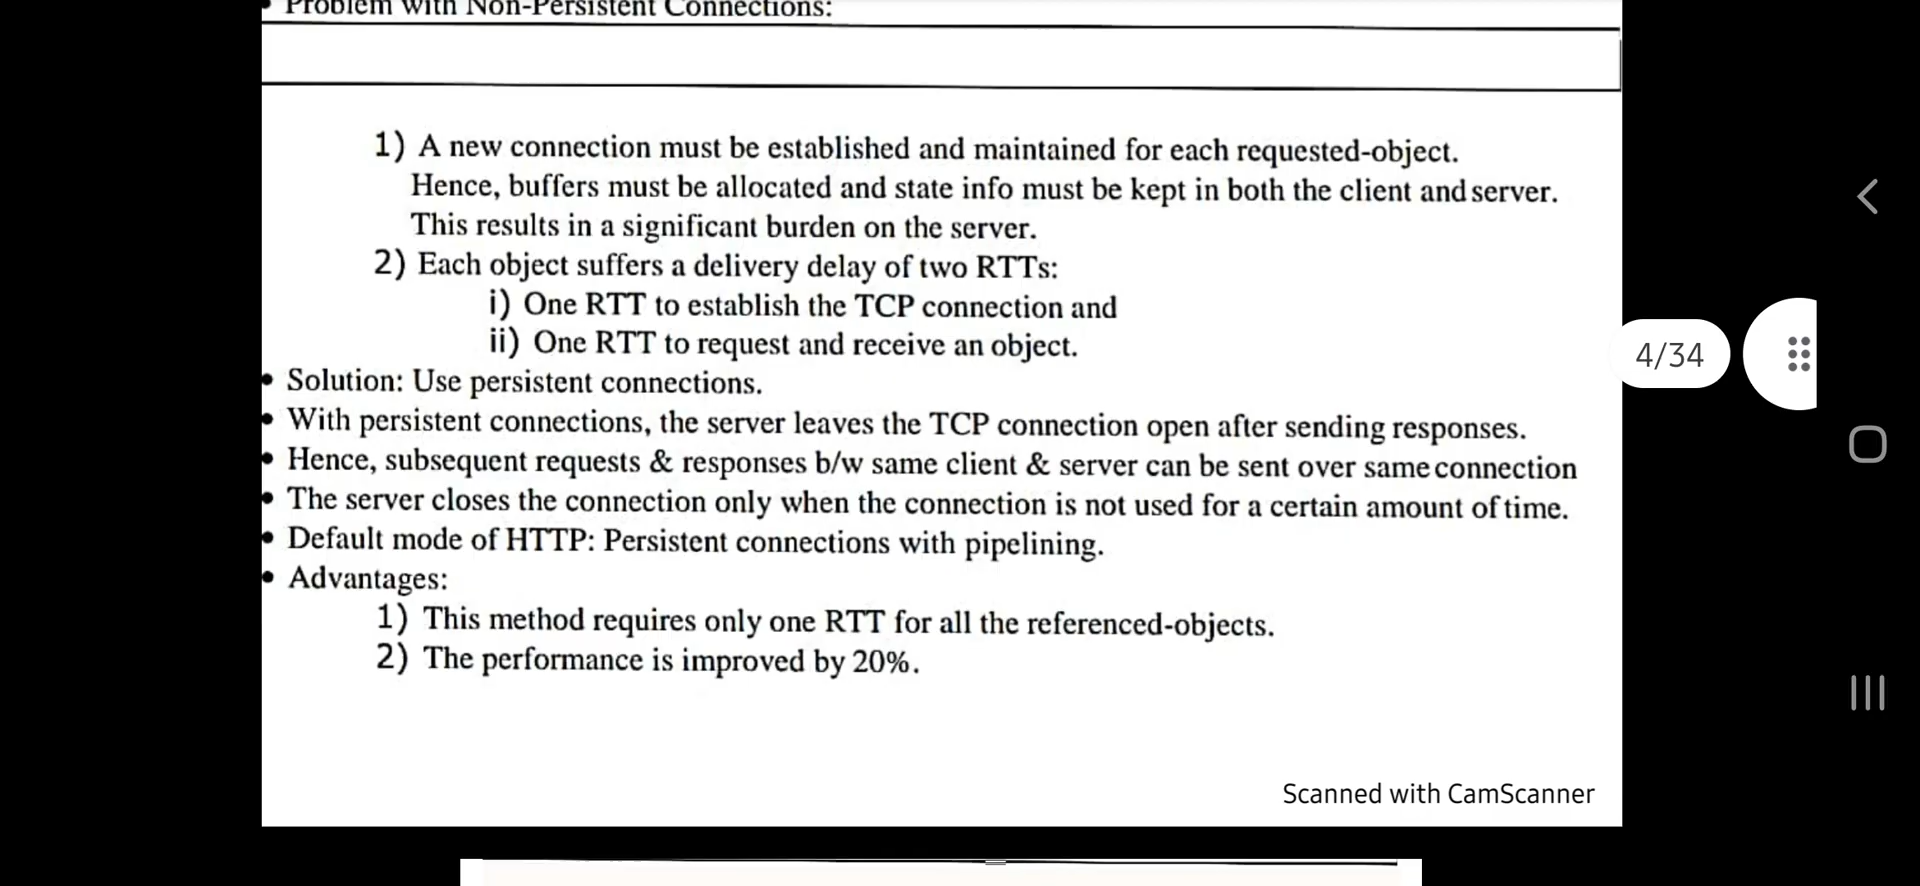 • Problem with Non-Persistent Connections:
1) A new connection must be established and maintained for each requested-object.
Hence, buffers must be allocated and state info must be kept in both the client and server.
This results in a significant burden on the server.
2) Each object suffers a delivery delay of two RTTs:
i) One RTT to establish the TCP connection and
ii) One RTT to request and receive an object.
• Solution: Use persistent connections.
• With persistent connections, the server leaves the TCP connection open after sending responses.
• Hence, subsequent requests & responses b/w same client & server can be sent over same connection
• The server closes the connection only when the connection is not used for a certain amount of time.
• Default mode of HTTP: Persistent connections with pipelining.
• Advantages:
1) This method requires only one RTT for all the referenced-objects.
2) The performance is improved by 20%.
Scanned with CamScanner
4/34